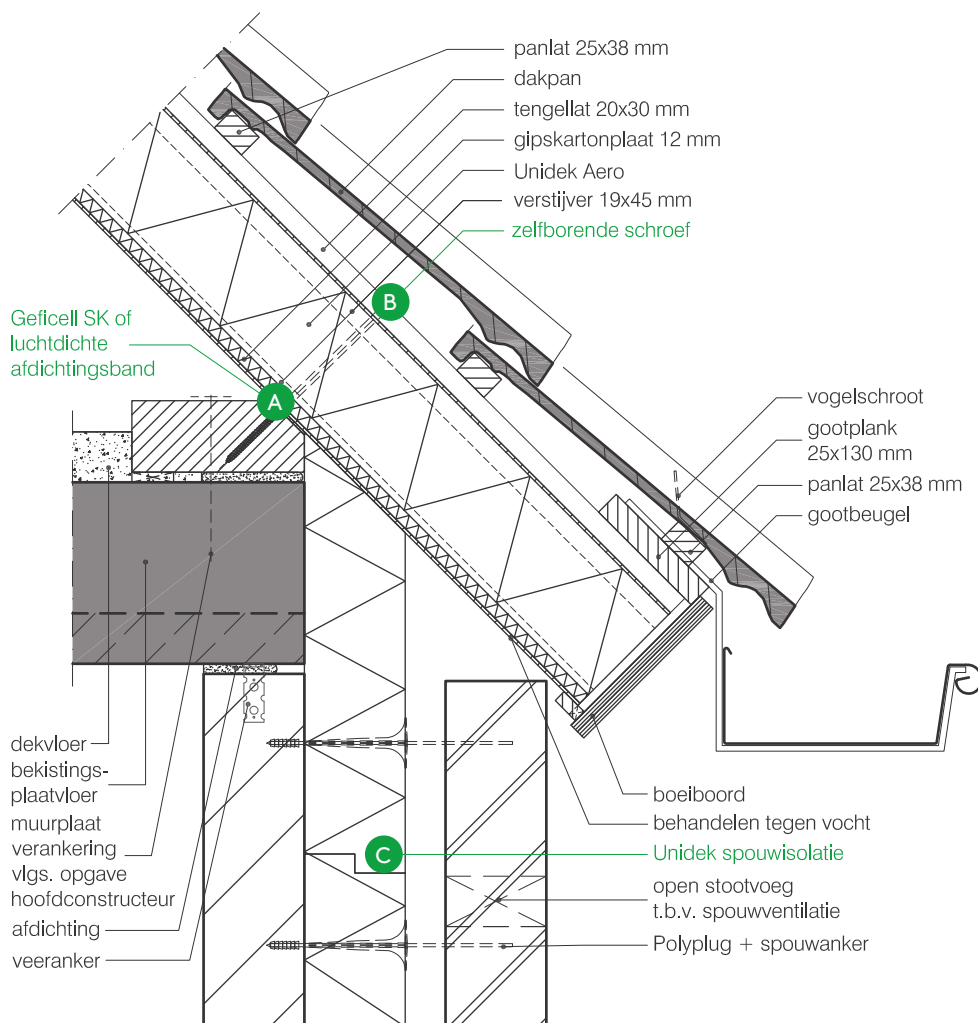 panlat 25x38 mm
dakpan
tengellat 20x30 mm
gipskartonplaat 12 mm
Unidek Aero
verstijver 19x45 mm
zelfborende schroef
B
Geficell SK of
luchtdichte
afdichtingsband
A
vogelschroot
gootplank
25x130 mm
panlat 25x38 mm
gootbeugel
dekvloer
bekistings-
plaatvloer
muurplaat
verankering
vlgs. opgave
hoofdconstructeur
afdichting
veeranker
boeiboord
behandelen tegen vocht
C
Unidek spouwisolatie
open stootvoeg
t.b.v. spouwventilatie
Polyplug + spouwanker